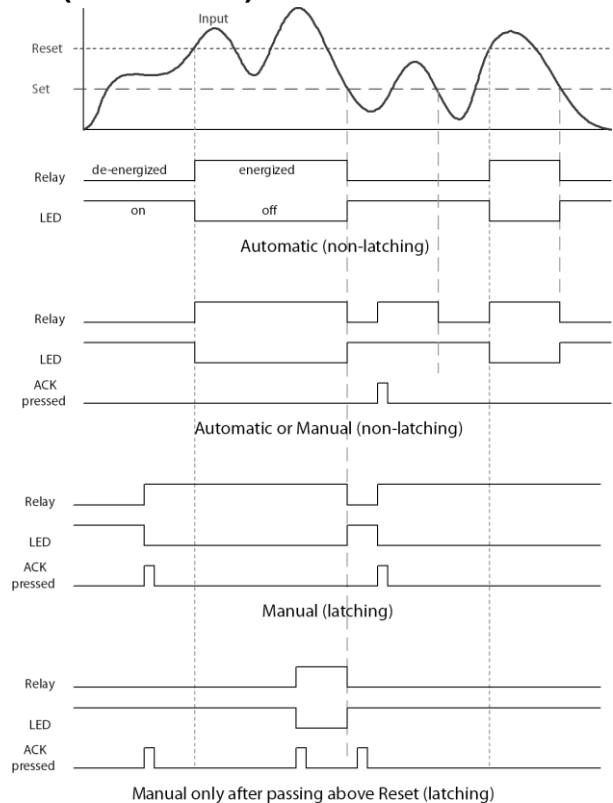 Input
Reset
Set
Relay de-energized energized
LED on off
Automatic (non-latching)
Relay
LED
ACK
pressed
Automatic or Manual (non-latching)
Relay
LED
ACK
pressed
Manual (latching)
Relay
LED
ACK
pressed
Manual only after passing above Reset (latching)